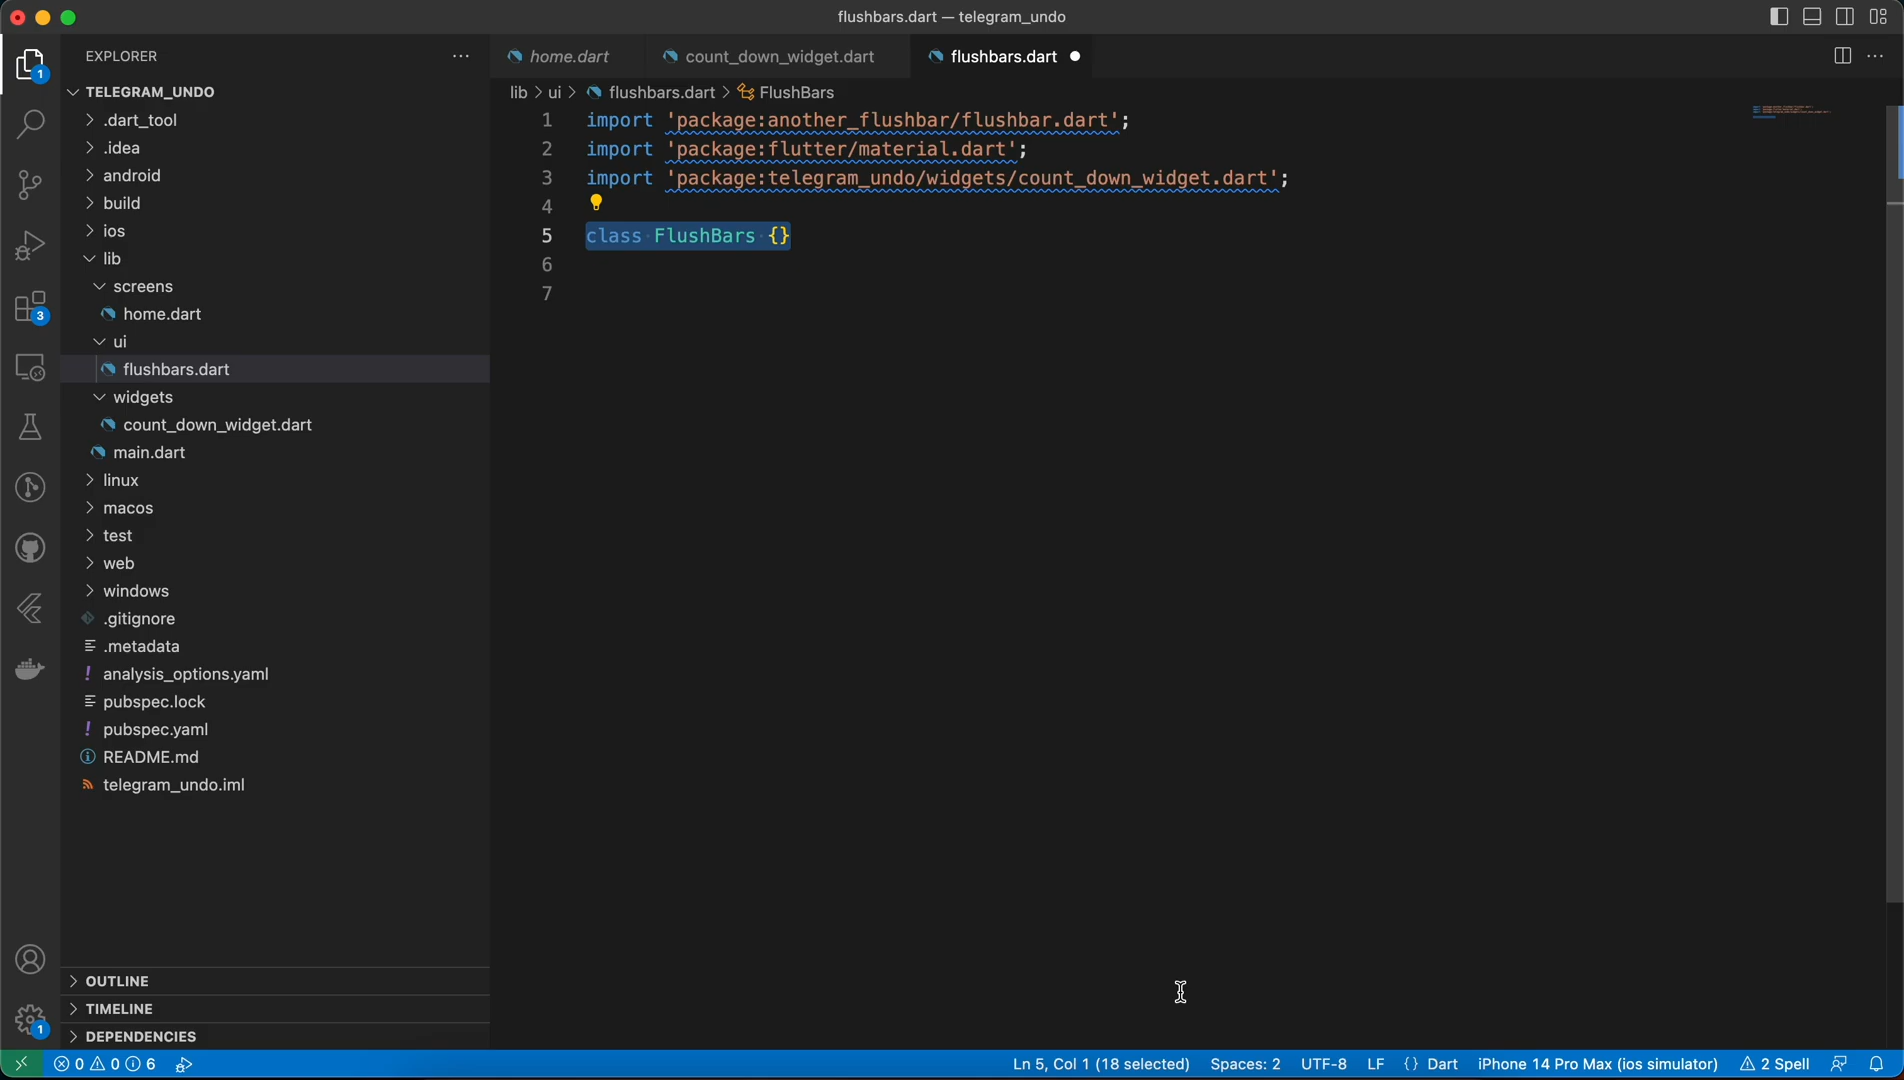 flushbars.dart — telegram_undo
EXPLORER
TELEGRAM_UNDO
.dart_tool
.idea
android
build
ios
lib
screens
home.dart
ui
flushbars.dart
widgets
count_down_widget.dart
main.dart
linux
macos
test
web
windows
.gitignore
.metadata
analysis_options.yaml
pubspec.lock
pubspec.yaml
README.md
telegram_undo.iml
OUTLINE
TIMELINE
DEPENDENCIES
1
3
1
home.dart count_down_widget.dart flushbars.dart
lib > ui > flushbars.dart > FlushBars
1 import 'package:another_flushbar/flushbar.dart';
2 import 'package:flutter/material.dart';
3 import 'package:telegram_undo/widgets/count_down_widget.dart';
4
5 class FlushBars {}
6
7
0 0 6 Ln 5, Col 1 (18 selected) Spaces: 2 UTF-8 LF {} Dart iPhone 14 Pro Max (ios simulator) 2 Spell